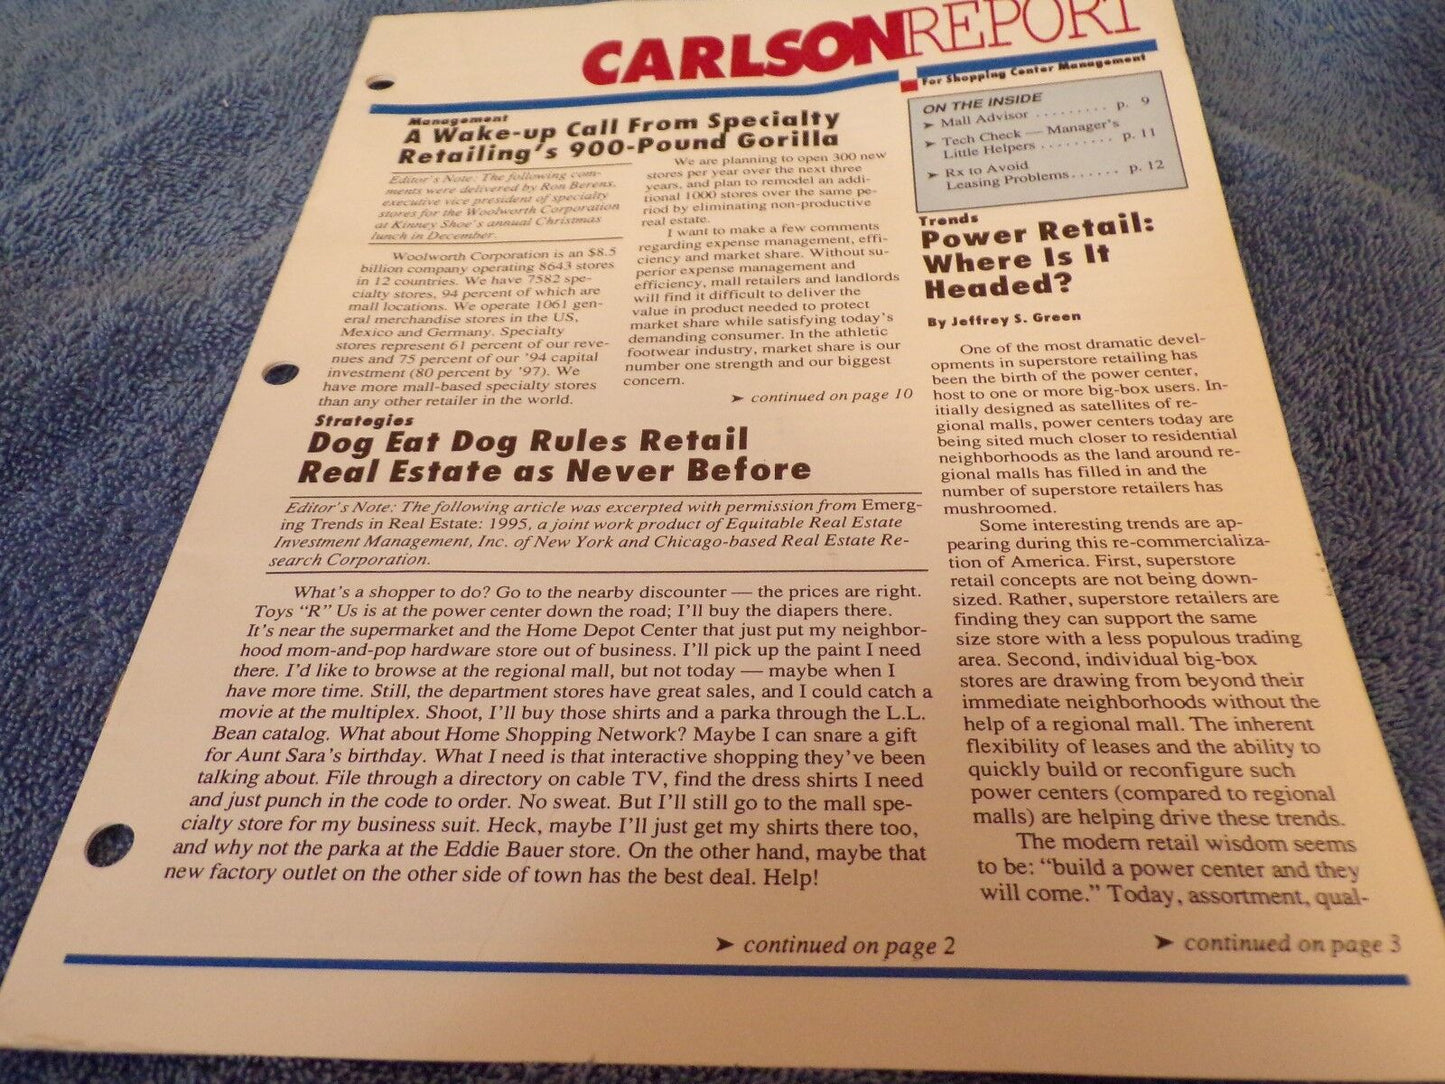 CARLSON REPORT
For Shopping Center Management
Management
A Wake-up Call From Specialty
Retailing's 900-Pound Gorilla
Editor's Note: The following com-
ments were delivered by Ron Berens,
executive vice president of specialty
stores for the Woolworth Corporation
at Kinney Shoe's annual Christmas
lunch in December.
Woolworth Corporation is an $8.5
billion company operating 8643 stores
in 12 countries. We have 7582 spe-
cialty stores, 94 percent of which are
mall locations. We operate 1061 gen-
eral merchandise stores in the US,
Mexico and Germany. Specialty
stores represent 61 percent of our reve-
nues and 75 percent of our '94 capital
investment (80 percent by '97). We
have more mall-based specialty stores
than any other retailer in the world.
We are planning to open 300 new
stores per year over the next three
years, and plan to remodel an addi-
tional 1000 stores over the same pe-
riod by eliminating non-productive
real estate.
I want to make a few comments
regarding expense management, effi-
ciency and market share. Without su-
perior expense management and
efficiency, mall retailers and landlords
will find it difficult to deliver the
value in product needed to protect
market share while satisfying today's
demanding consumer. In the athletic
footwear industry, market share is our
number one strength and our biggest
concern.
➤ continued on page 10
Strategies
Dog Eat Dog Rules Retail
Real Estate as Never Before
Editor's Note: The following article was excerpted with permission from Emerg-
ing Trends in Real Estate: 1995, a joint work product of Equitable Real Estate
Investment Management, Inc. of New York and Chicago-based Real Estate Re-
search Corporation.
What's a shopper to do? Go to the nearby discounter — the prices are right.
Toys "R" Us is at the power center down the road; I'll buy the diapers there.
It's near the supermarket and the Home Depot Center that just put my neighbor-
hood mom-and-pop hardware store out of business. I'll pick up the paint I need
there. I'd like to browse at the regional mall, but not today — maybe when I
have more time. Still, the department stores have great sales, and I could catch a
movie at the multiplex. Shoot, I'll buy those shirts and a parka through the L.L.
Bean catalog. What about Home Shopping Network? Maybe I can snare a gift
for Aunt Sara's birthday. What I need is that interactive shopping they've been
talking about. File through a directory on cable TV, find the dress shirts I need
and just punch in the code to order. No sweat. But I'll still go to the mall spe-
cialty store for my business suit. Heck, maybe I'll just get my shirts there too,
and why not the parka at the Eddie Bauer store. On the other hand, maybe that
new factory outlet on the other side of town has the best deal. Help!
➤ continued on page 2
ON THE INSIDE
➤ Mall Advisor . . . . . . . . p. 9
➤ Tech Check — Manager's
Little Helpers . . . . . . . . . p. 11
➤ Rx to Avoid
Leasing Problems . . . . . . p. 12
Trends
Power Retail:
Where Is It
Headed?
By Jeffrey S. Green
One of the most dramatic devel-
opments in superstore retailing has
been the birth of the power center,
host to one or more big-box users. In-
itially designed as satellites of re-
gional malls, power centers today are
being sited much closer to residential
neighborhoods as the land around re-
gional malls has filled in and the
number of superstore retailers has
mushroomed.
Some interesting trends are ap-
pearing during this re-commercializa-
tion of America. First, superstore
retail concepts are not being down-
sized. Rather, superstore retailers are
finding they can support the same
size store with a less populous trading
area. Second, individual big-box
stores are drawing from beyond their
immediate neighborhoods without the
help of a regional mall. The inherent
flexibility of leases and the ability to
quickly build or reconfigure such
power centers (compared to regional
malls) are helping drive these trends.
The modern retail wisdom seems
to be: "build a power center and they
will come." Today, assortment, qual-
➤ continued on page 3